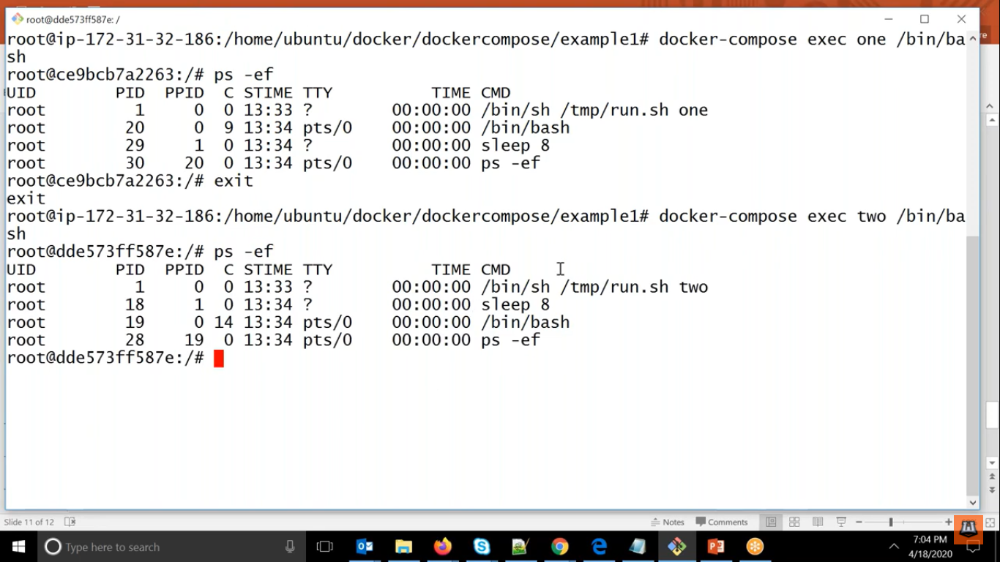 root@dde573ff587e: /
root@ip-172-31-32-186:/home/ubuntu/docker/dockercompose/example1# docker-compose exec one /bin/ba
sh
root@ce9bcb7a2263:/# ps -ef
UID        PID  PPID  C STIME TTY          TIME CMD
root         1     0  0 13:33 ?        00:00:00 /bin/sh /tmp/run.sh one
root        20     0  9 13:34 pts/0    00:00:00 /bin/bash
root        29     1  0 13:34 ?        00:00:00 sleep 8
root        30    20  0 13:34 pts/0    00:00:00 ps -ef
root@ce9bcb7a2263:/# exit
exit
root@ip-172-31-32-186:/home/ubuntu/docker/dockercompose/example1# docker-compose exec two /bin/ba
sh
root@dde573ff587e:/# ps -ef
UID        PID  PPID  C STIME TTY          TIME CMD
root         1     0  0 13:33 ?        00:00:00 /bin/sh /tmp/run.sh two
root        18     1  0 13:34 ?        00:00:00 sleep 8
root        19     0 14 13:34 pts/0    00:00:00 /bin/bash
root        28    19  0 13:34 pts/0    00:00:00 ps -ef
root@dde573ff587e:/#
Slide 11 of 12
Notes
Comments
Type here to search
7:04 PM
4/18/2020